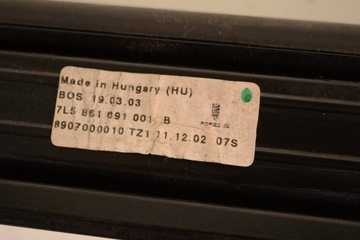 Made in Hungary (HU)
BOS 19.03.03
7L5 861 691 001 B
8907000010 TZ1 11.12.02 07S